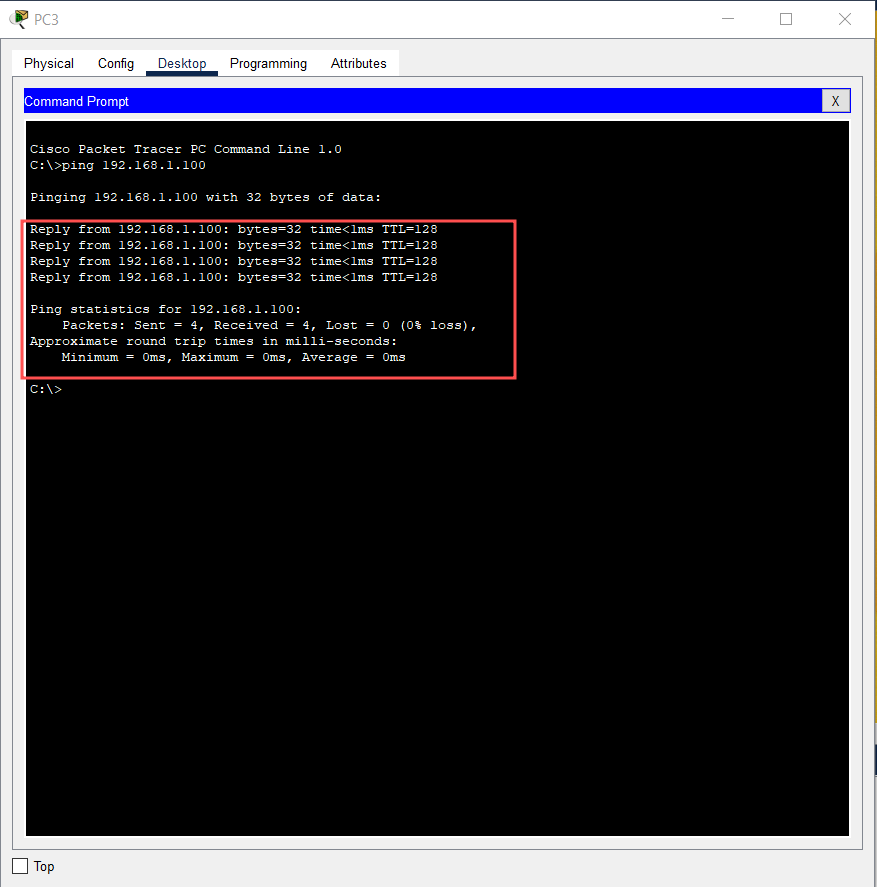 PC3
Physical Config Desktop Programming Attributes
Command Prompt X
Cisco Packet Tracer PC Command Line 1.0
C:\>ping 192.168.1.100
Pinging 192.168.1.100 with 32 bytes of data:
Reply from 192.168.1.100: bytes=32 time<1ms TTL=128
Reply from 192.168.1.100: bytes=32 time<1ms TTL=128
Reply from 192.168.1.100: bytes=32 time<1ms TTL=128
Reply from 192.168.1.100: bytes=32 time<1ms TTL=128
Ping statistics for 192.168.1.100:
Packets: Sent = 4, Received = 4, Lost = 0 (0% loss),
Approximate round trip times in milli-seconds:
Minimum = 0ms, Maximum = 0ms, Average = 0ms
C:\>
Top